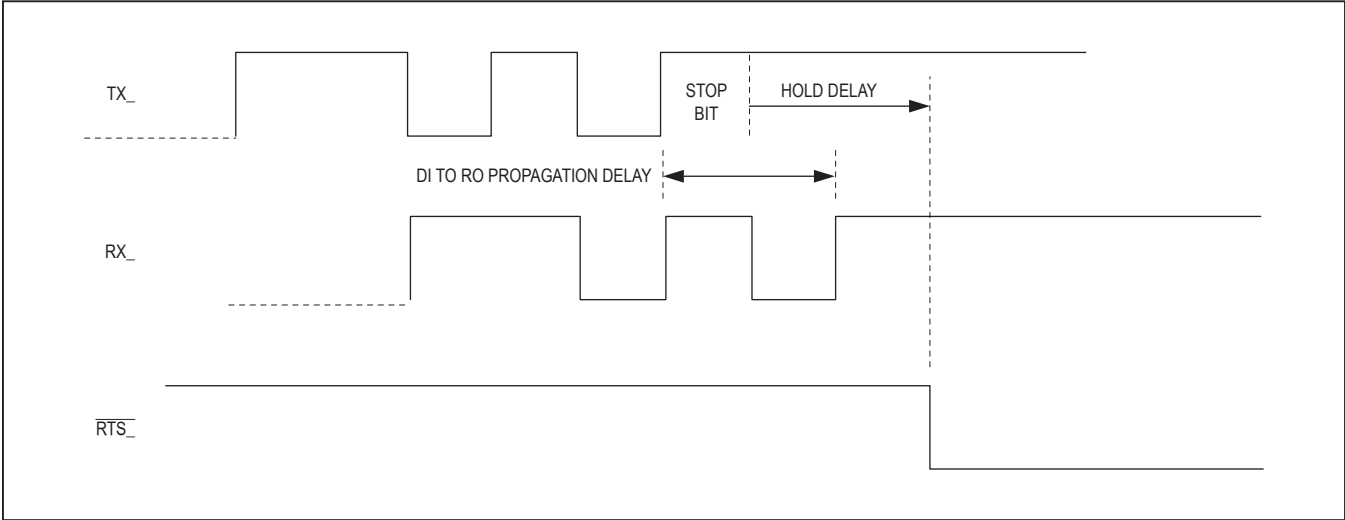 TX_
STOP
BIT
HOLD DELAY
DI TO RO PROPAGATION DELAY
RX_
RTS_